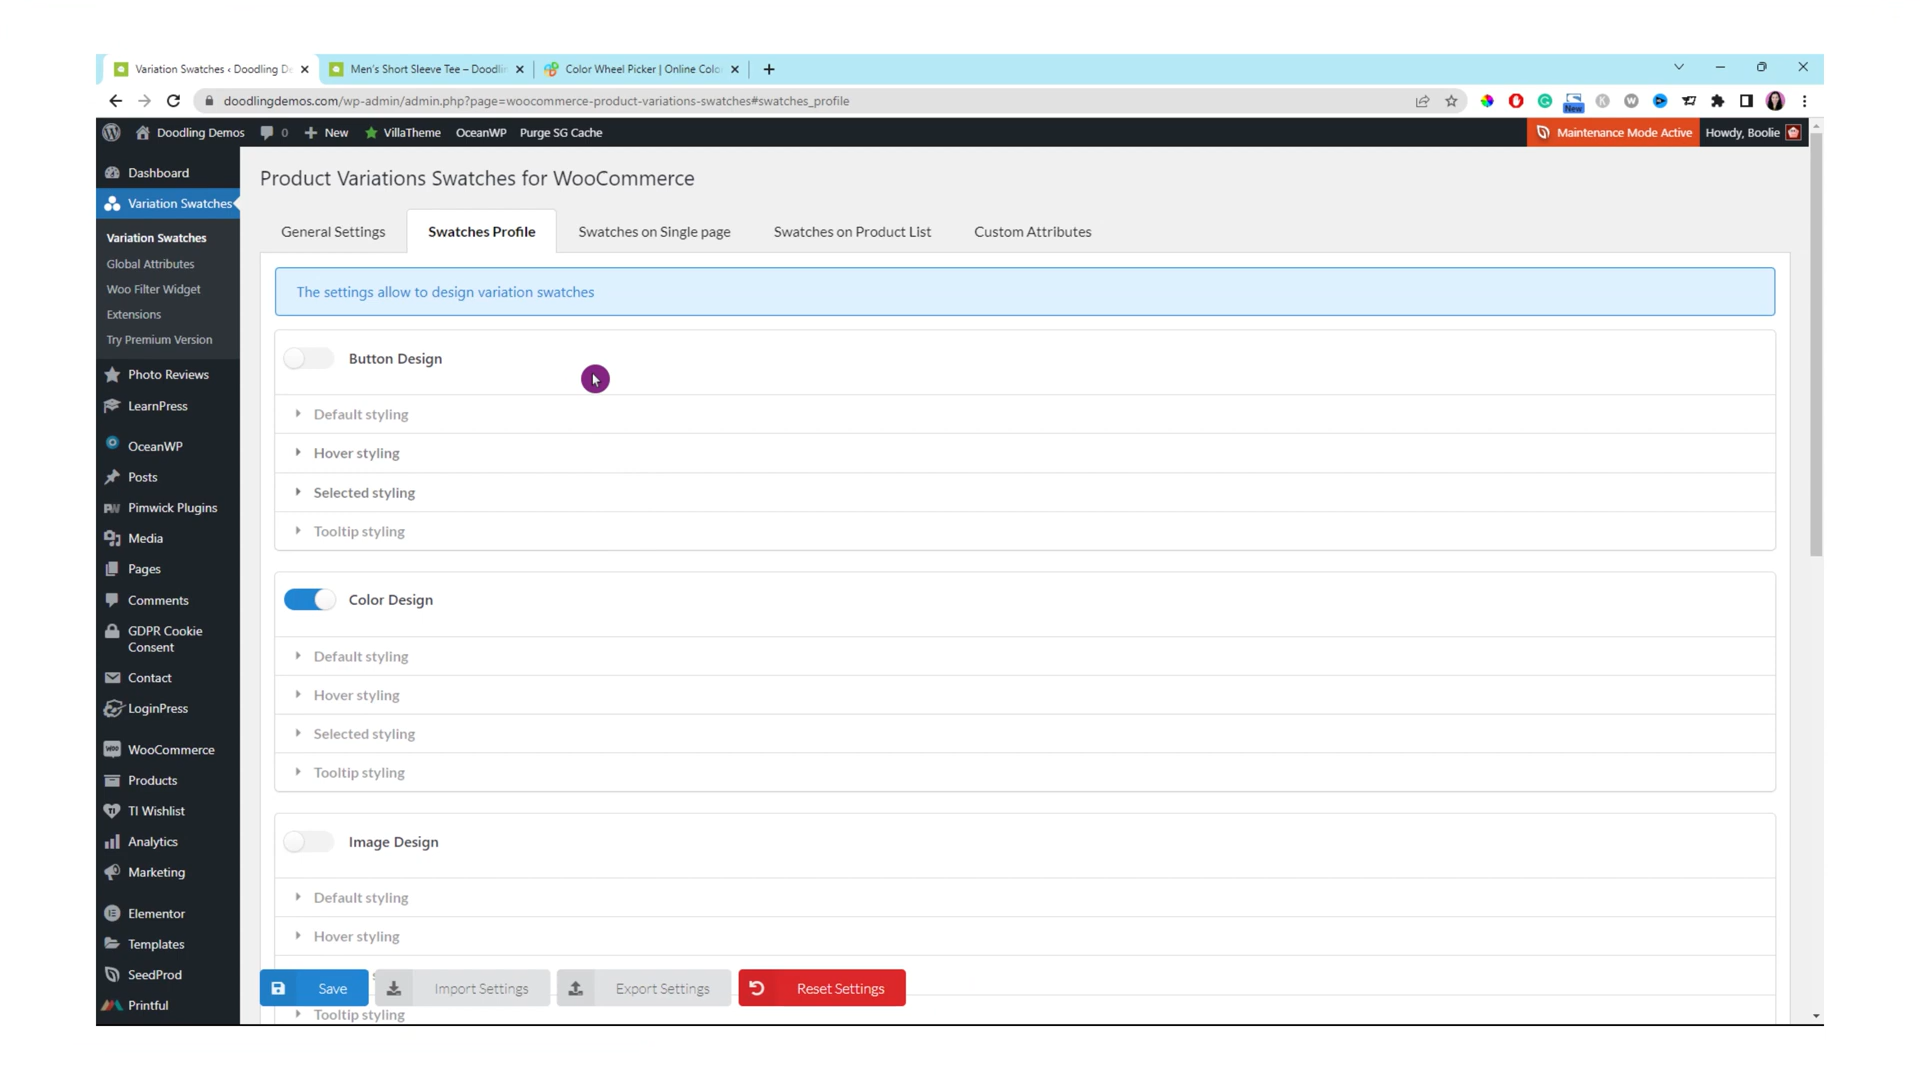 Variation Swatches ‹ Doodling De
Men's Short Sleeve Tee – Doodlin
Color Wheel Picker | Online Colo
doodlingdemos.com/wp-admin/admin.php?page=woocommerce-product-variations-swatches#swatches_profile
New
Doodling Demos
0
New
VillaTheme
OceanWP
Purge SG Cache
Maintenance Mode Active
Howdy, Boolie
Dashboard
Variation Swatches
Variation Swatches
Global Attributes
Woo Filter Widget
Extensions
Try Premium Version
Photo Reviews
LearnPress
OceanWP
Posts
Pimwick Plugins
Media
Pages
Comments
GDPR Cookie
Consent
Contact
LoginPress
WooCommerce
Products
TI Wishlist
Analytics
Marketing
Elementor
Templates
SeedProd
Printful
Product Variations Swatches for WooCommerce
General Settings
Swatches Profile
Swatches on Single page
Swatches on Product List
Custom Attributes
The settings allow to design variation swatches
Button Design
Default styling
Hover styling
Selected styling
Tooltip styling
Color Design
Default styling
Hover styling
Selected styling
Tooltip styling
Image Design
Default styling
Hover styling
Save
Import Settings
Export Settings
Reset Settings
Tooltip styling